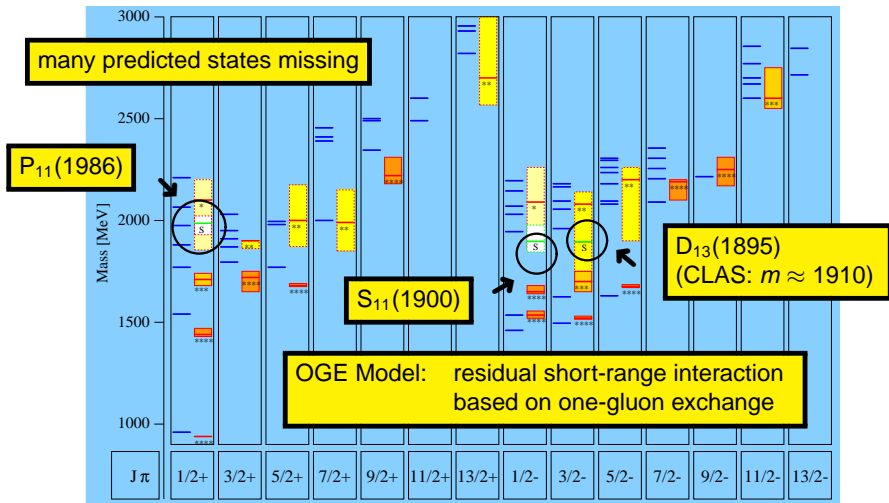 3000
many predicted states missing
2500
P11(1986)
2000
Mass [MeV]
S
S
S
D13(1895)
(CLAS: m ≈ 1910)
S11(1900)
1500
OGE Model: residual short-range interaction
based on one-gluon exchange
1000
*
**
***
****
****
****
**
****
**
****
**
****
**
*
****
****
**
***
****
**
****
****
****
***
J π 1/2+ 3/2+ 5/2+ 7/2+ 9/2+ 11/2+ 13/2+ 1/2- 3/2- 5/2- 7/2- 9/2- 11/2- 13/2-